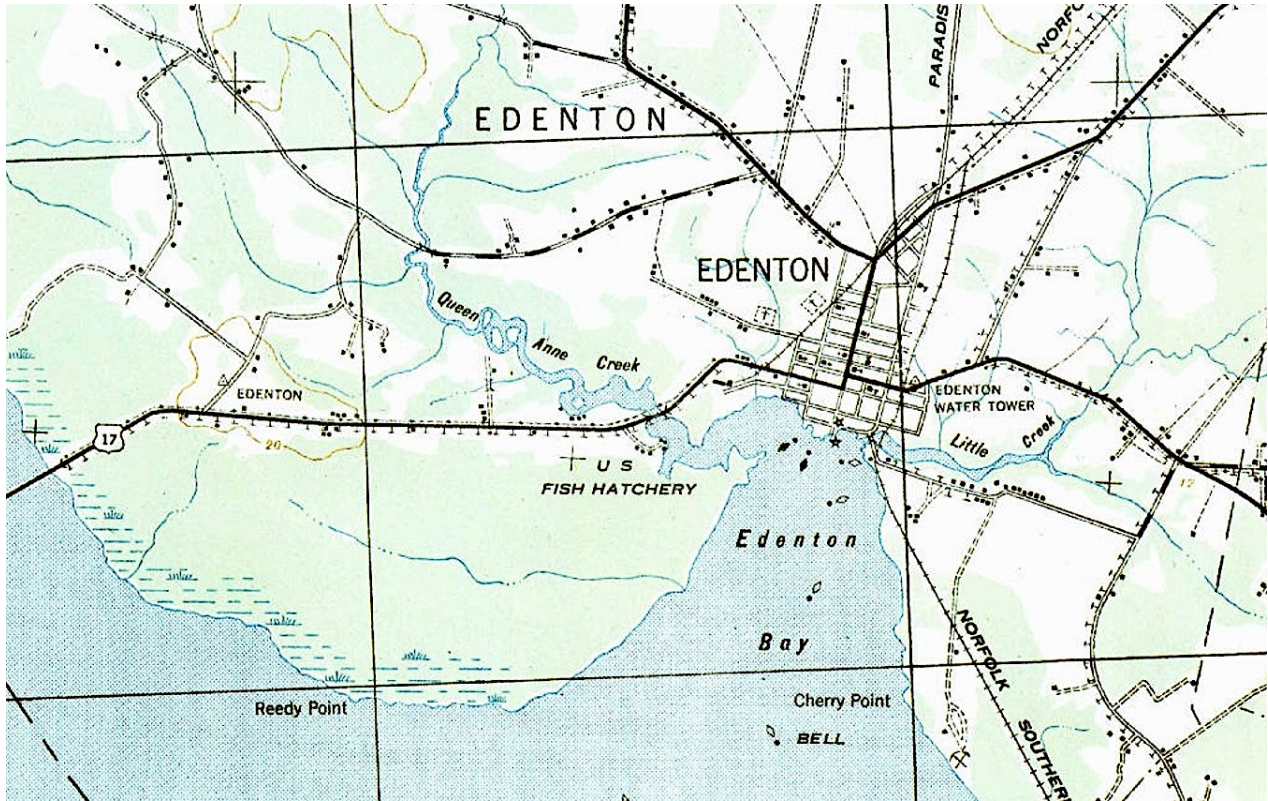 PARADIS
NORFO
EDENTON
EDENTON
Queen
Anne Creek
EDENTON
17
20
EDENTON
WATER TOWER
Little Creek
12
U S
FISH HATCHERY
Edenton
Bay
NORFOLK
SOUTHERN
Reedy Point
Cherry Point
BELL